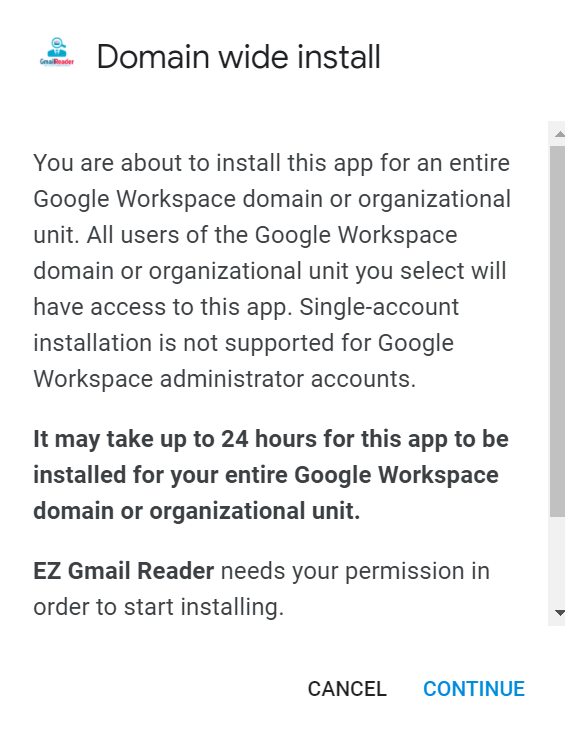 GmailReader
Domain wide install
You are about to install this app for an entire
Google Workspace domain or organizational
unit. All users of the Google Workspace
domain or organizational unit you select will
have access to this app. Single-account
installation is not supported for Google
Workspace administrator accounts.
It may take up to 24 hours for this app to be
installed for your entire Google Workspace
domain or organizational unit.
EZ Gmail Reader needs your permission in
order to start installing.
CANCEL CONTINUE